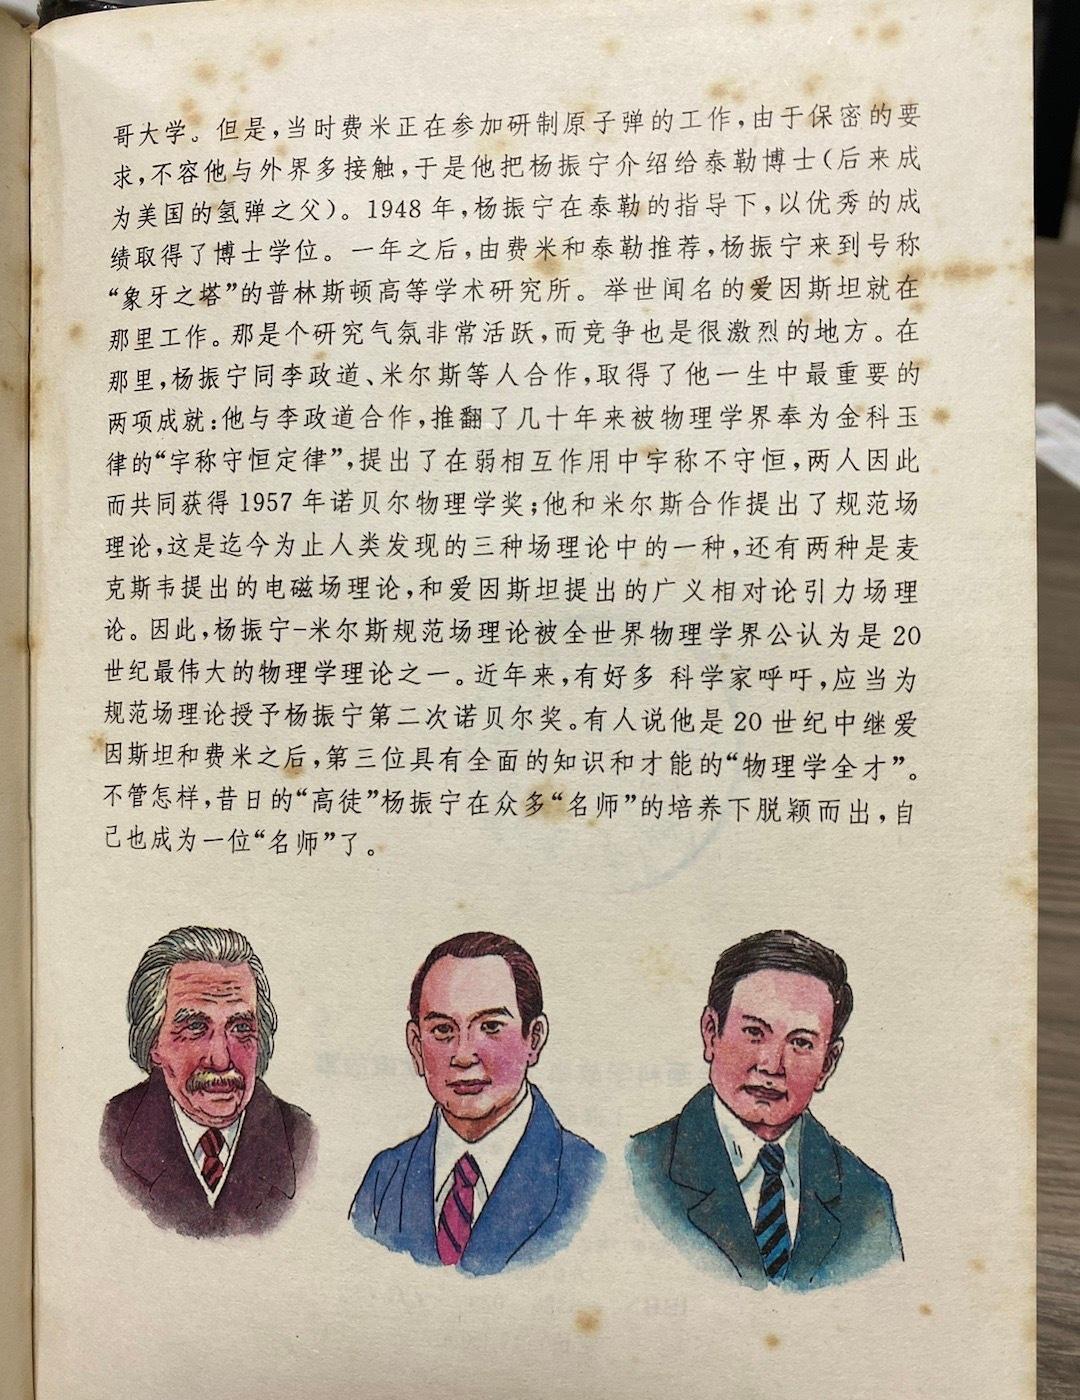 哥大学。但是,当时费米正在参加研制原子弹的工作,由于保密的要
求,不容他与外界多接触,于是他把杨振宁介绍给泰勒博士(后来成
为美国的氢弹之父)。1948 年,杨振宁在泰勒的指导下,以优秀的成
绩取得了博士学位。一年之后,由费米和泰勒推荐,杨振宁来到号称
“象牙之塔”的普林斯顿高等学术研究所。举世闻名的爱因斯坦就在
那里工作。那是个研究气氛非常活跃,而竞争也是很激烈的地方。在
那里,杨振宁同李政道、米尔斯等人合作,取得了他一生中最重要的
两项成就:他与李政道合作,推翻了几十年来被物理学界奉为金科玉
律的“宇称守恒定律”,提出了在弱相互作用中宇称不守恒,两人因此
而共同获得 1957 年诺贝尔物理学奖;他和米尔斯合作提出了规范场
理论,这是迄今为止人类发现的三种场理论中的一种,还有两种是麦
克斯韦提出的电磁场理论,和爱因斯坦提出的广义相对论引力场理
论。因此,杨振宁-米尔斯规范场理论被全世界物理学界公认为是 20
世纪最伟大的物理学理论之一。近年来,有好多 科学家呼吁,应当为
规范场理论授予杨振宁第二次诺贝尔奖。有人说他是 20 世纪中继爱
因斯坦和费米之后,第三位具有全面的知识和才能的“物理学全才”。
不管怎样,昔日的“高徒”杨振宁在众多“名师”的培养下脱颖而出,自
己也成为一位“名师”了。